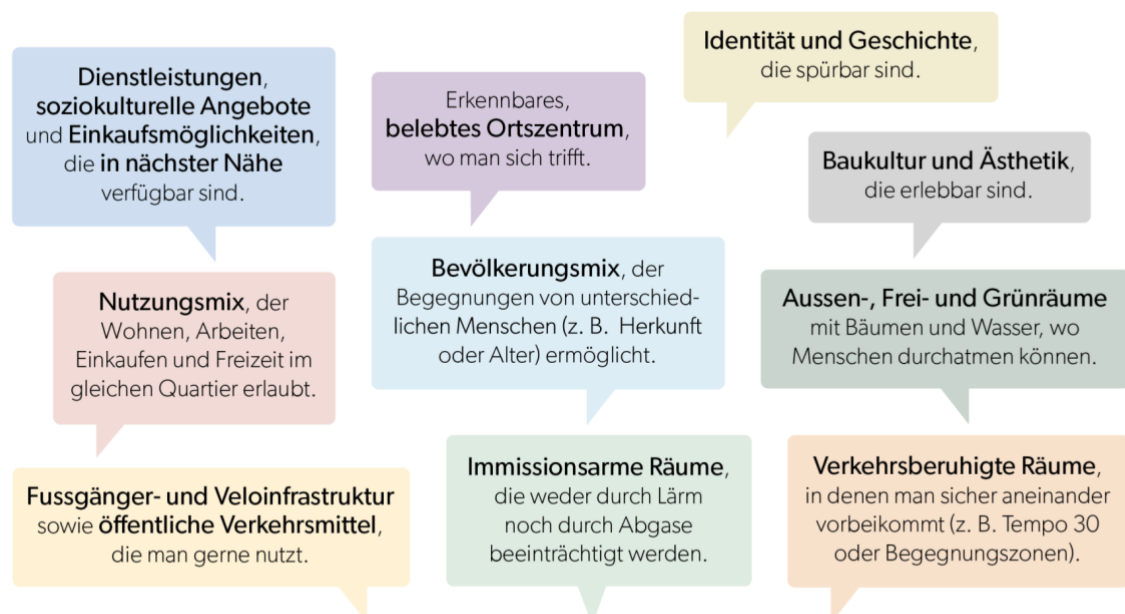 Dienstleistungen,
soziokulturelle Angebote
und Einkaufsmöglichkeiten,
die in nächster Nähe
verfügbar sind.
Erkennbares,
belebtes Ortszentrum,
wo man sich trifft.
Identität und Geschichte,
die spürbar sind.
Baukultur und Ästhetik,
die erlebbar sind.
Nutzungsmix, der
Wohnen, Arbeiten,
Einkaufen und Freizeit im
gleichen Quartier erlaubt.
Bevölkerungsmix, der
Begegnungen von unterschied-
lichen Menschen (z. B. Herkunft
oder Alter) ermöglicht.
Aussen-, Frei- und Grünräume
mit Bäumen und Wasser, wo
Menschen durchatmen können.
Fussgänger- und Veloinfrastruktur
sowie öffentliche Verkehrsmittel,
die man gerne nutzt.
Immissionsarme Räume,
die weder durch Lärm
noch durch Abgase
beeinträchtigt werden.
Verkehrsberuhigte Räume,
in denen man sicher aneinander
vorbeikommt (z. B. Tempo 30
oder Begegnungszonen).